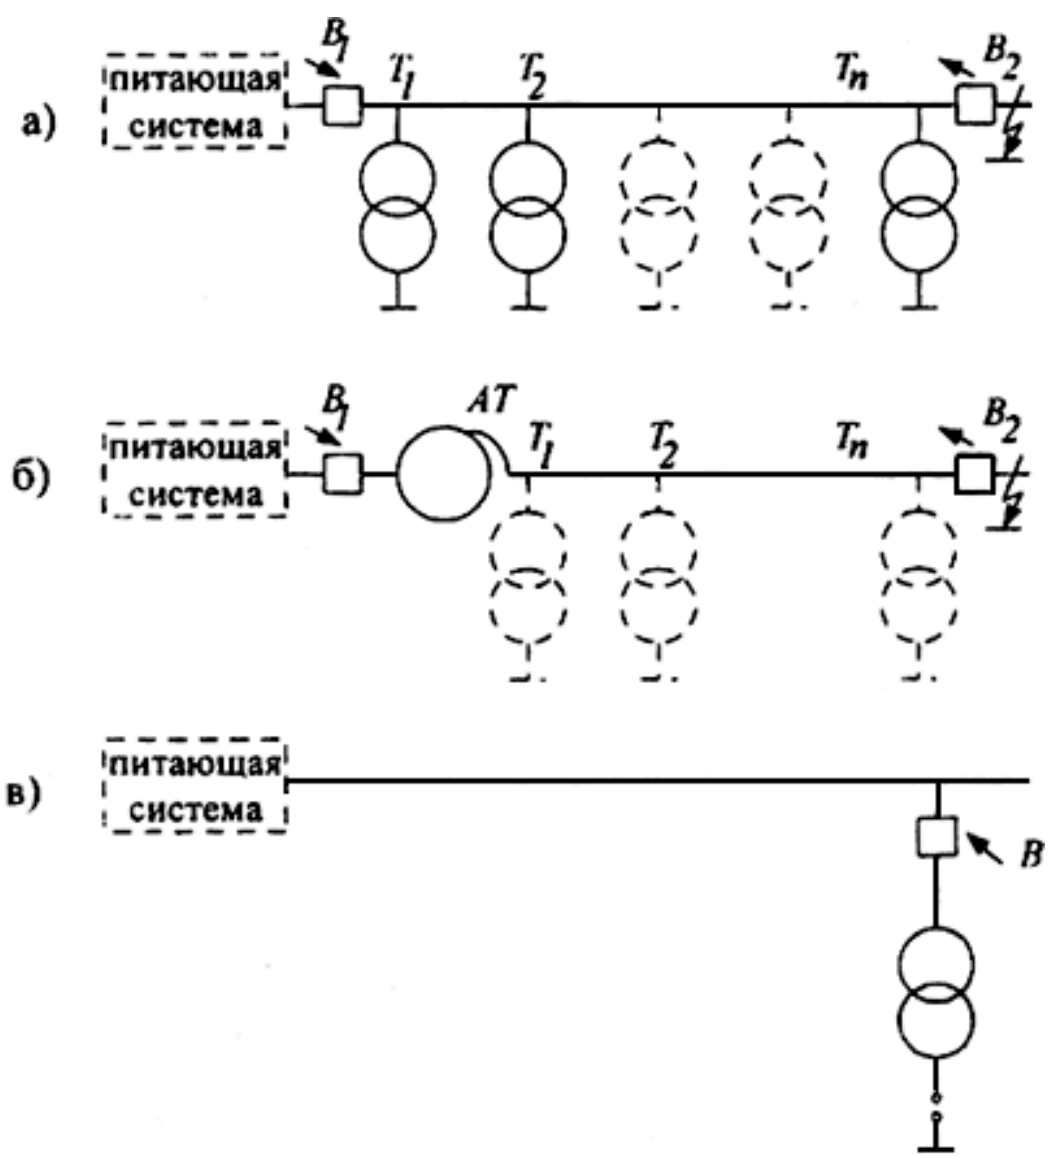 B₁
питающая
система
T₁
T₂
Tₙ
B₂
а)
B₁
AT
питающая
система
T₁
T₂
Tₙ
B₂
б)
питающая
система
в)
B